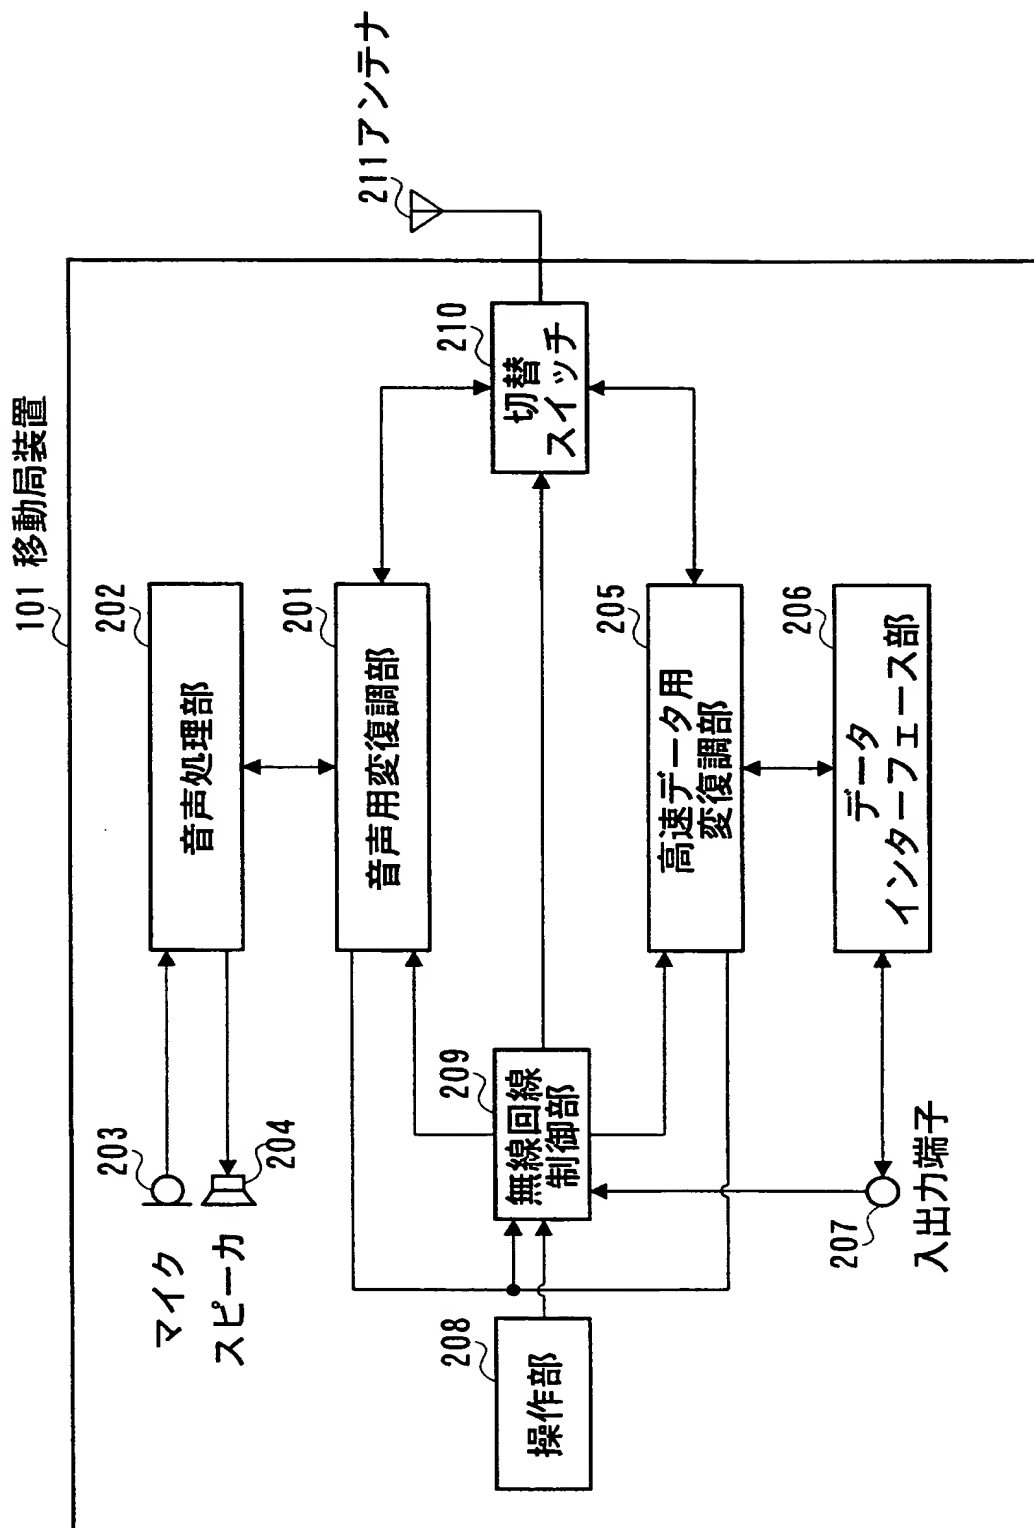 101 移動局装置
211アンテナ
マイク
203
スピーカ
204
202
音声処理部
201
音声用変復調部
210
切替
スイッチ
209
無線回線
制御部
208
操作部
205
高速データ用
変復調部
206
データ
インターフェース部
207
入出力端子